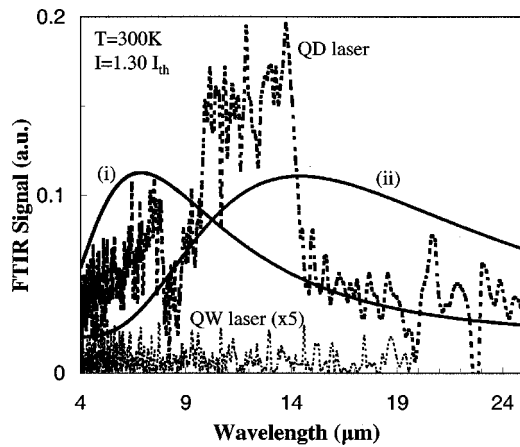 0.2
T=300K
I=1.30 Ith
QD laser
(i)
(ii)
0.1
FTIR Signal (a.u.)
QW laser (x5)
0
4 9 14 19 24
Wavelength (μm)